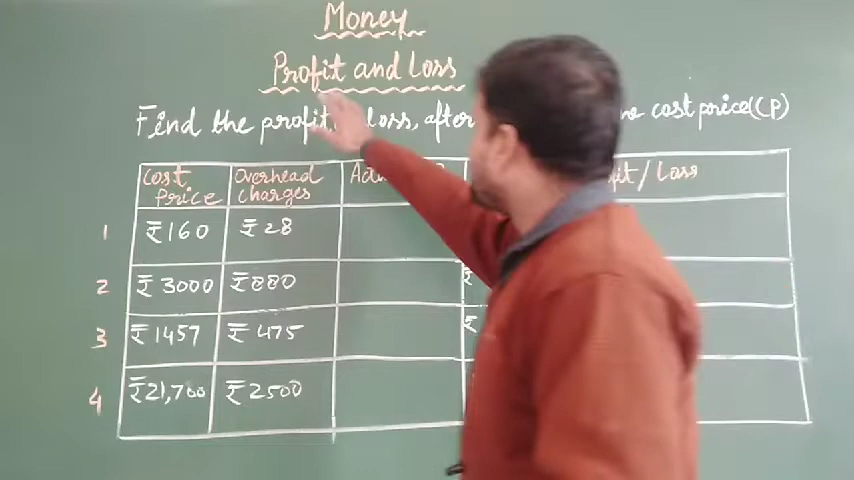 Money
Profit and Loss
Find the profit loss, after cost price (CP)
Cost Price Overhead Charges / Loss
1 ₹160 ₹28
2 ₹3000 ₹880 ₹
3 ₹1457 ₹475 ₹
4 ₹21,700 ₹2500